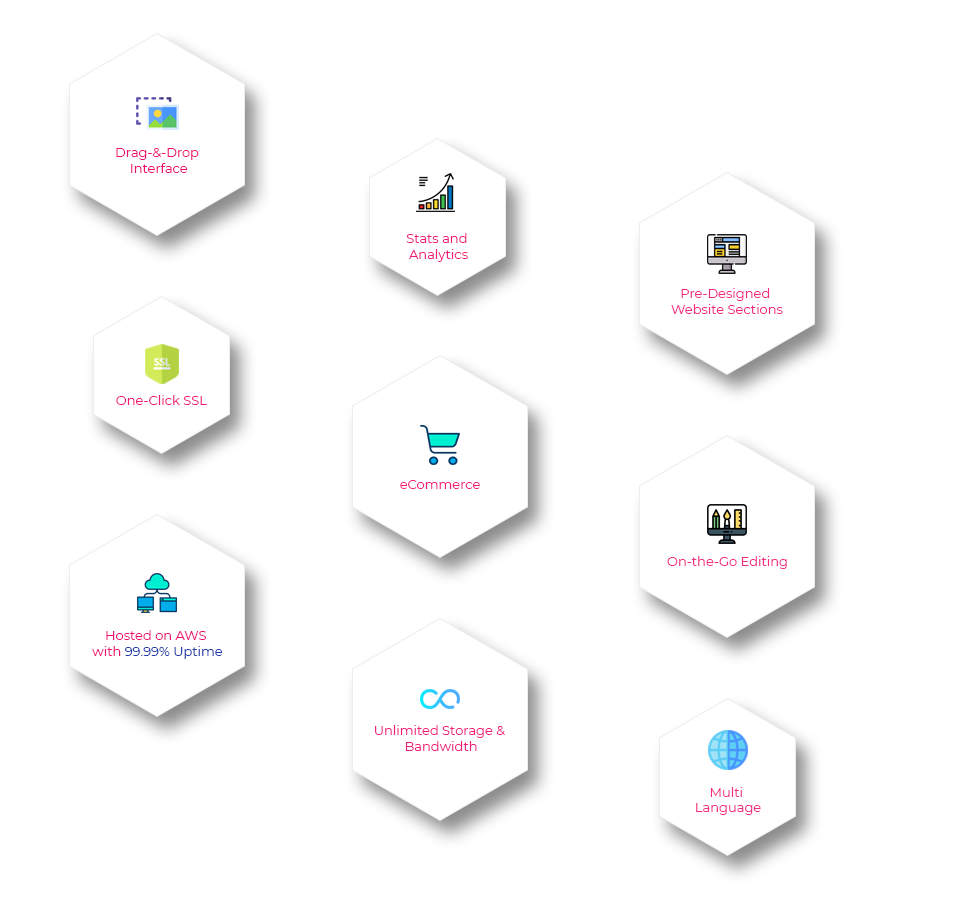 Drag-&-Drop
Interface
Stats and
Analytics
Pre-Designed
Website Sections
SSL
One-Click SSL
eCommerce
On-the-Go Editing
Hosted on AWS
with 99.99% Uptime
Unlimited Storage &
Bandwidth
Multi
Language